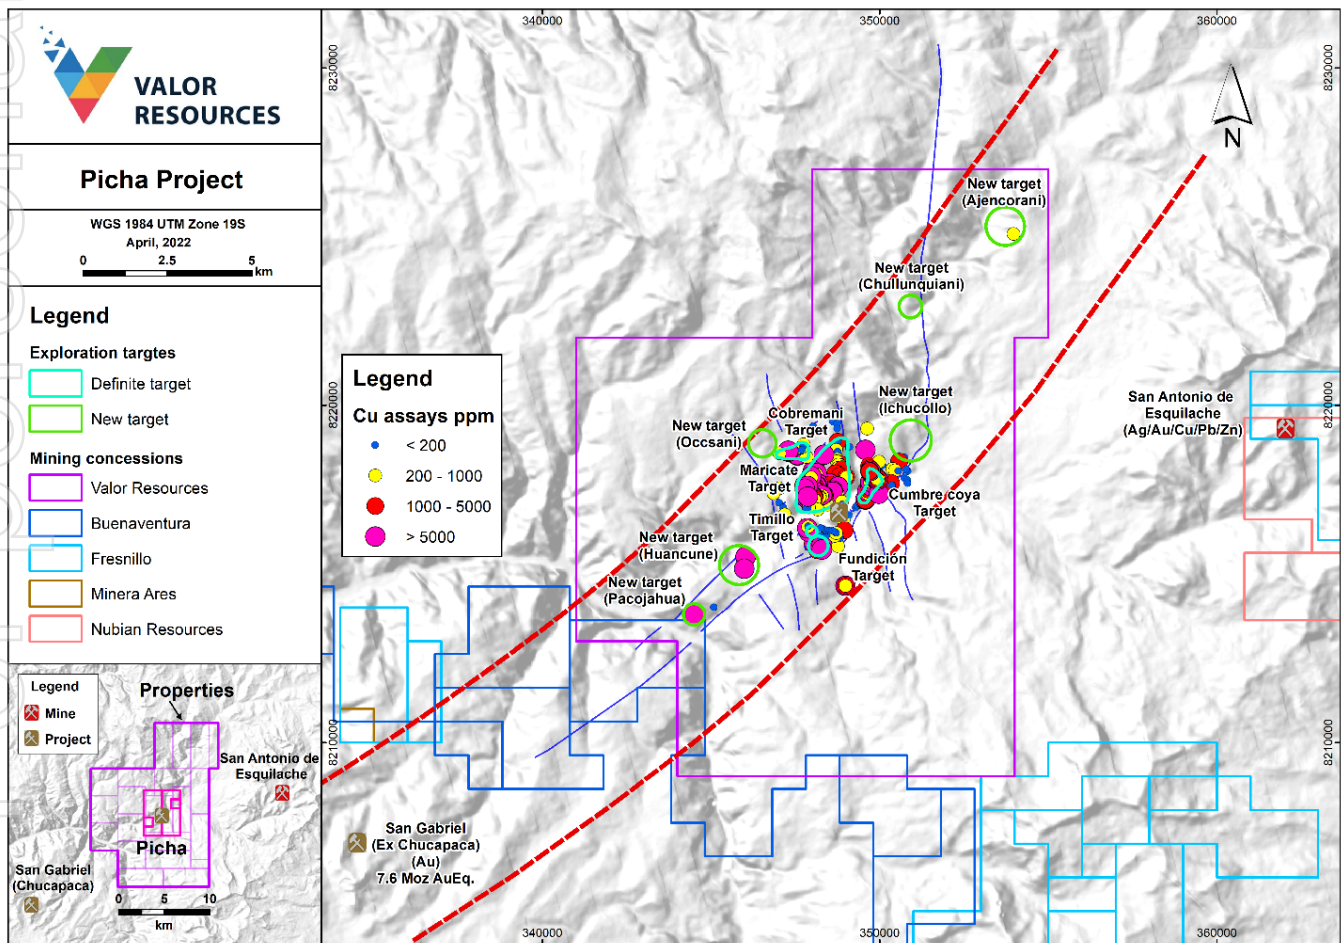 VALOR
RESOURCES
Picha Project
WGS 1984 UTM Zone 19S
April, 2022
0 2.5 5
km
Legend
Exploration targtes
Definite target
New target
Mining concessions
Valor Resources
Buenaventura
Fresnillo
Minera Ares
Nubian Resources
Legend
Mine
Project
Properties
San Antonio de
Esquilache
Picha
San Gabriel
(Chucapaca)
0 5 10
km
340000 350000 360000
8230000 8230000
8220000 8220000
8210000 8210000
340000 350000 360000
N
Legend
Cu assays ppm
< 200
200 - 1000
1000 - 5000
> 5000
New target
(Ajencorani)
New target
(Chullunquiani)
New target
(Ichucollo)
Cobremani
Target
New target
(Occsani)
Maricate
Target
Cumbre coya
Target
Timillo
Target
New target
(Huancune)
Fundición
Target
New target
(Pacojahua)
San Antonio de
Esquilache
(Ag/Au/Cu/Pb/Zn)
San Gabriel
(Ex Chucapaca)
(Au)
7.6 Moz AuEq.